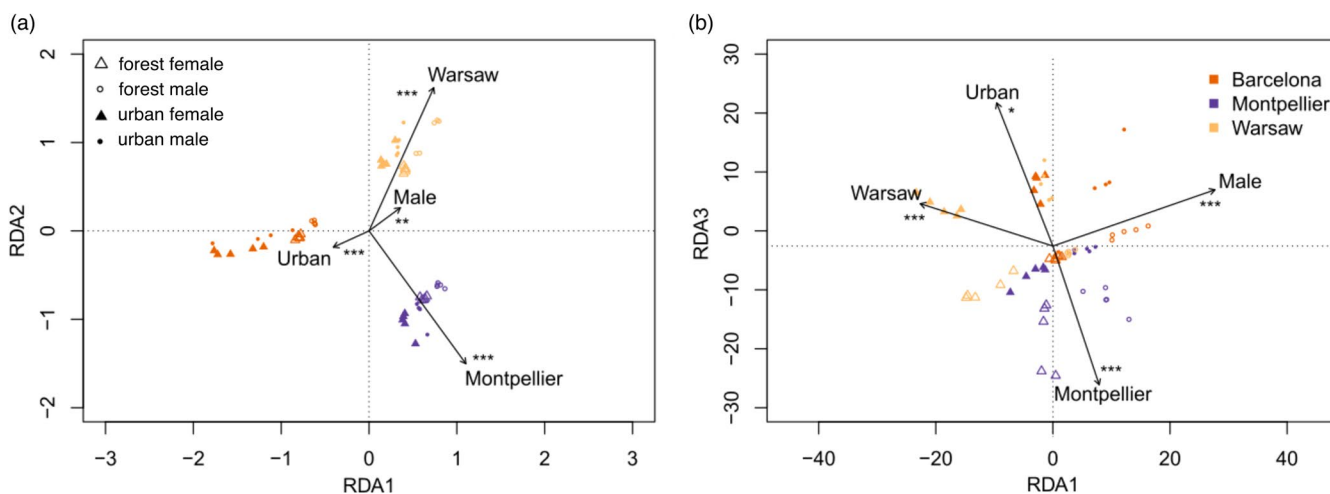 (a)
2
1
0
−1
−2
RDA2
forest female
forest male
urban female
urban male
Warsaw
***
Male
**
Urban
***
***
Montpellier
−3
−2
−1
0
1
2
3
RDA1
(b)
30
20
10
0
−10
−20
−30
RDA3
Barcelona
Montpellier
Warsaw
Urban
*
Warsaw
***
Male
***
***
Montpellier
−40
−20
0
20
40
RDA1